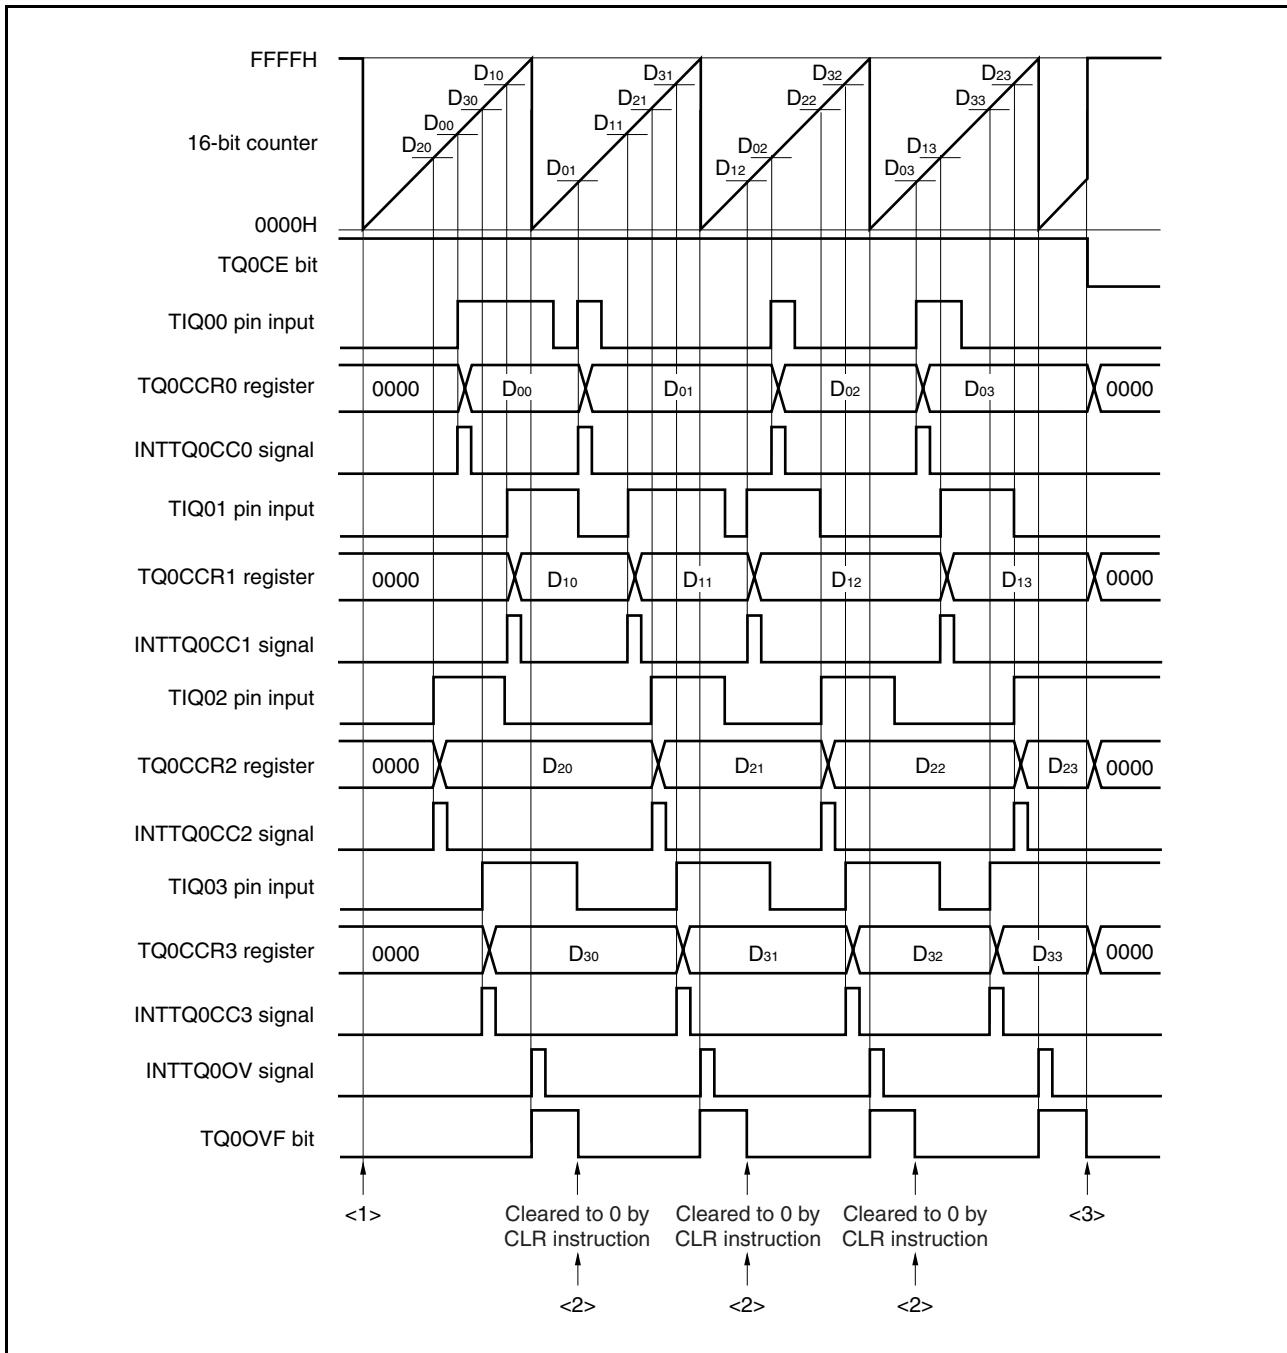 FFFFH
D10 D31 D32 D23
D30 D21 D22 D33
D00 D11
16-bit counter
D20 D02 D13
D01 D12 D03
0000H
TQ0CE bit
TIQ00 pin input
TQ0CCR0 register 0000 D00 D01 D02 D03 0000
INTTQ0CC0 signal
TIQ01 pin input
TQ0CCR1 register 0000 D10 D11 D12 D13 0000
INTTQ0CC1 signal
TIQ02 pin input
TQ0CCR2 register 0000 D20 D21 D22 D23 0000
INTTQ0CC2 signal
TIQ03 pin input
TQ0CCR3 register 0000 D30 D31 D32 D33 0000
INTTQ0CC3 signal
INTTQ0OV signal
TQ0OVF bit
<1> Cleared to 0 by Cleared to 0 by Cleared to 0 by <3>
CLR instruction CLR instruction CLR instruction
<2> <2> <2>